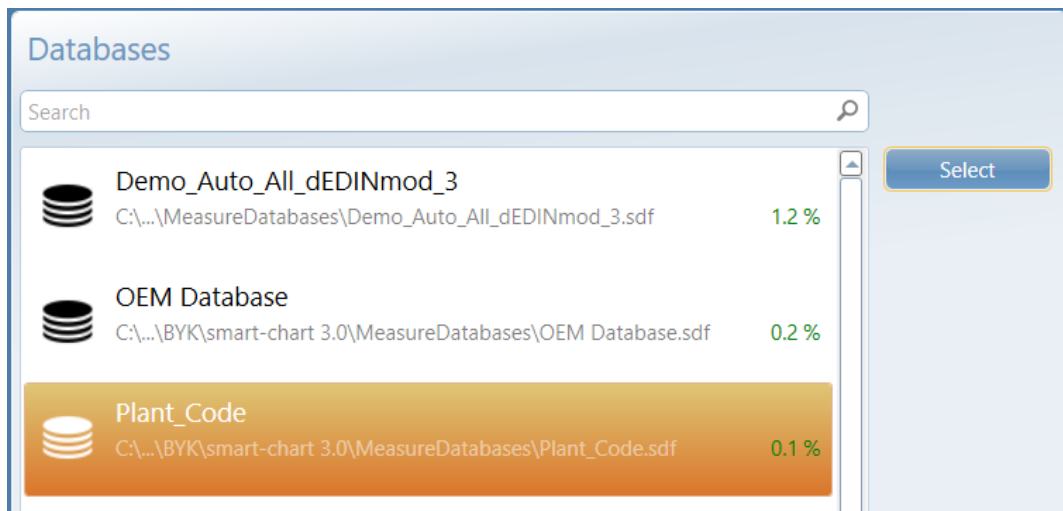 Databases
Search
Select
Demo_Auto_All_dEDINmod_3
C:\...\MeasureDatabases\Demo_Auto_All_dEDINmod_3.sdf 1.2 %
OEM Database
C:\...\BYK\smart-chart 3.0\MeasureDatabases\OEM Database.sdf 0.2 %
Plant_Code
C:\...\BYK\smart-chart 3.0\MeasureDatabases\Plant_Code.sdf 0.1 %